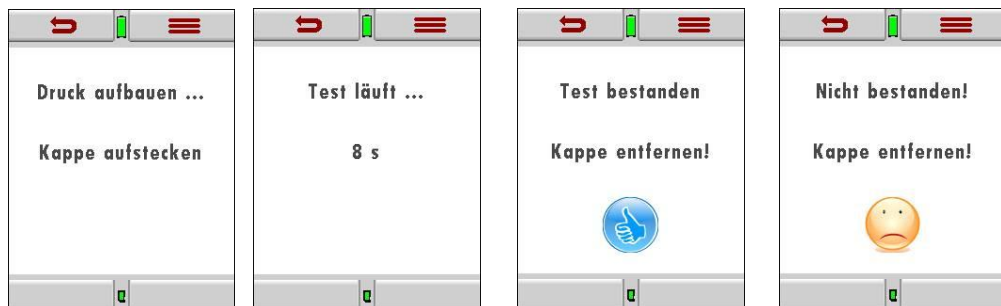 Druck aufbauen ...
Kappe aufstecken
Test läuft ...
8 s
Test bestanden
Kappe entfernen!
Nicht bestanden!
Kappe entfernen!